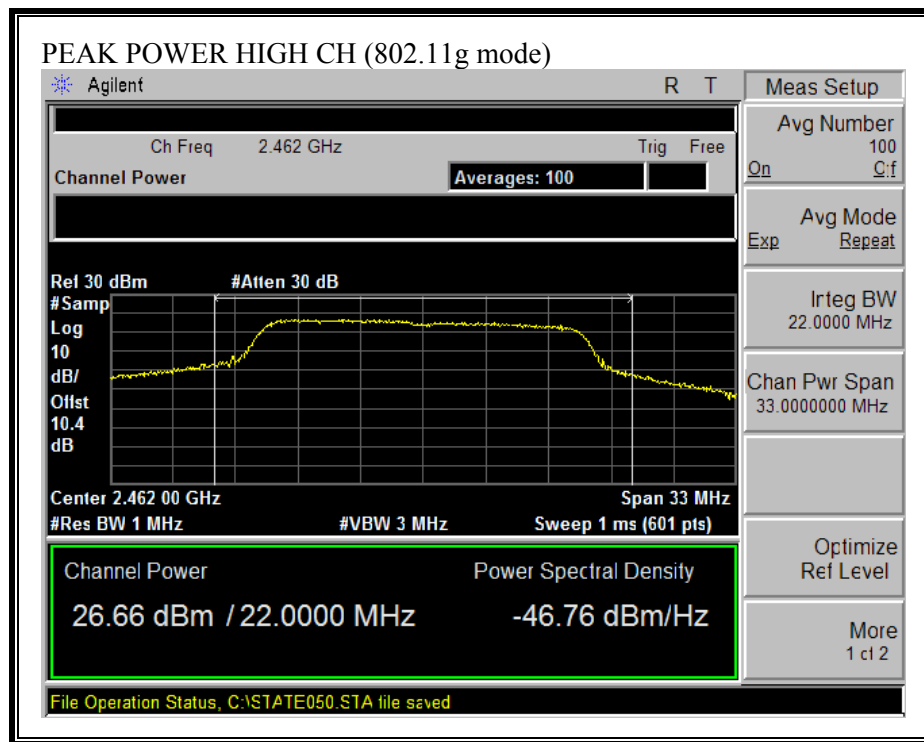 PEAK POWER HIGH CH (802.11g mode)
Agilent R T
Ch Freq 2.462 GHz Trig Free
Channel Power Averages: 100
Ref 30 dBm #Atten 30 dB
#Samp
Log
10
dB/
Offst
10.4
dB
Center 2.462 00 GHz Span 33 MHz
#Res BW 1 MHz #VBW 3 MHz Sweep 1 ms (601 pts)
Channel Power Power Spectral Density
26.66 dBm / 22.0000 MHz -46.76 dBm/Hz
File Operation Status, C:\STATE050.STA file saved
Meas Setup
Avg Number
100
On Off
Avg Mode
Exp Repeat
Integ BW
22.0000 MHz
Chan Pwr Span
33.0000000 MHz
Optimize
Ref Level
More
1 of 2